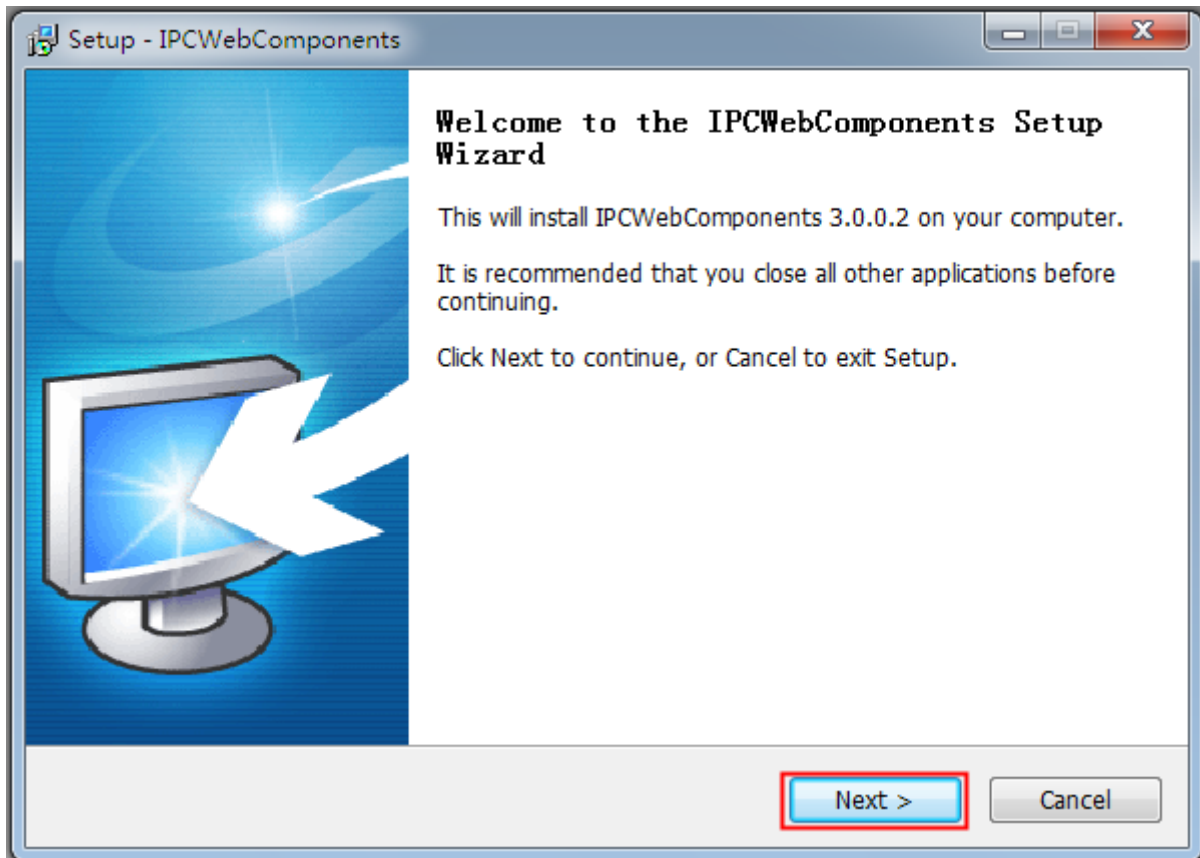 Setup - IPCWebComponents
Welcome to the IPCWebComponents Setup
Wizard
This will install IPCWebComponents 3.0.0.2 on your computer.
It is recommended that you close all other applications before
continuing.
Click Next to continue, or Cancel to exit Setup.
Next >
Cancel